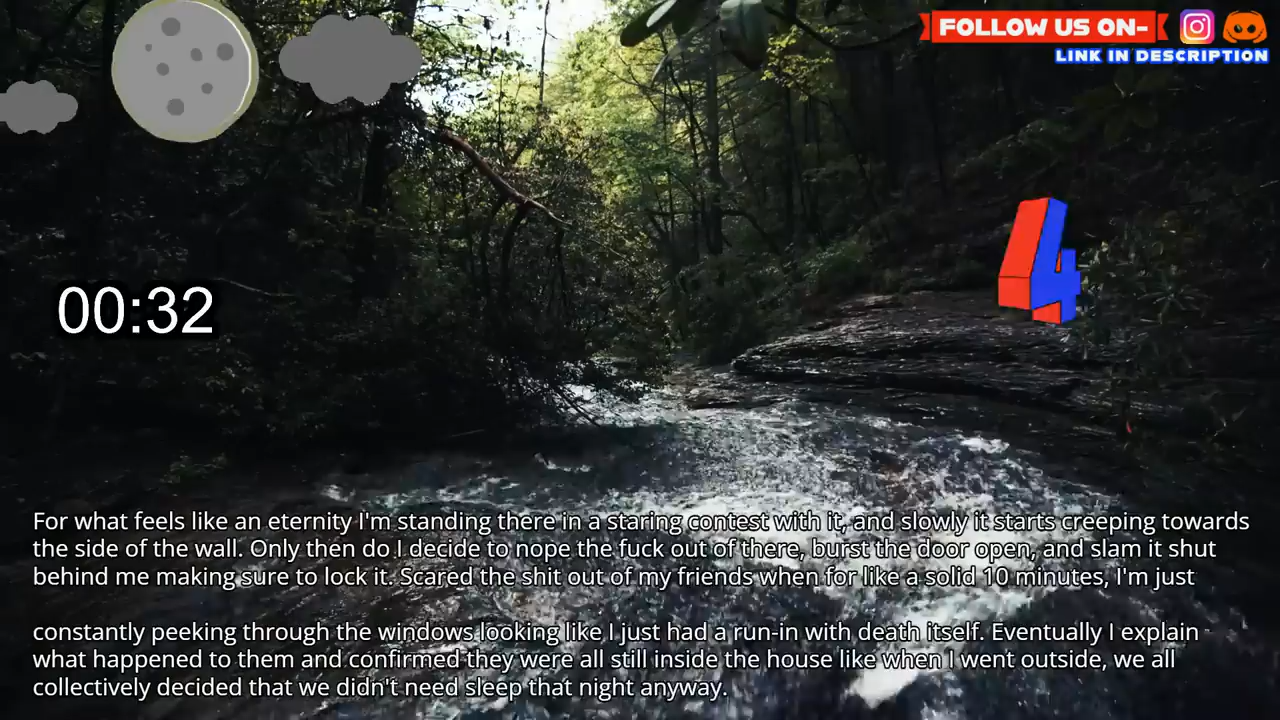 FOLLOW US ON-
LINK IN DESCRIPTION
4
00:32
For what feels like an eternity I'm standing there in a staring contest with it, and slowly it starts creeping towards
the side of the wall. Only then do I decide to nope the fuck out of there, burst the door open, and slam it shut
behind me making sure to lock it. Scared the shit out of my friends when for like a solid 10 minutes, I'm just
constantly peeking through the windows looking like I just had a run-in with death itself. Eventually I explain
what happened to them and confirmed they were all still inside the house like when I went outside, we all
collectively decided that we didn't need sleep that night anyway.